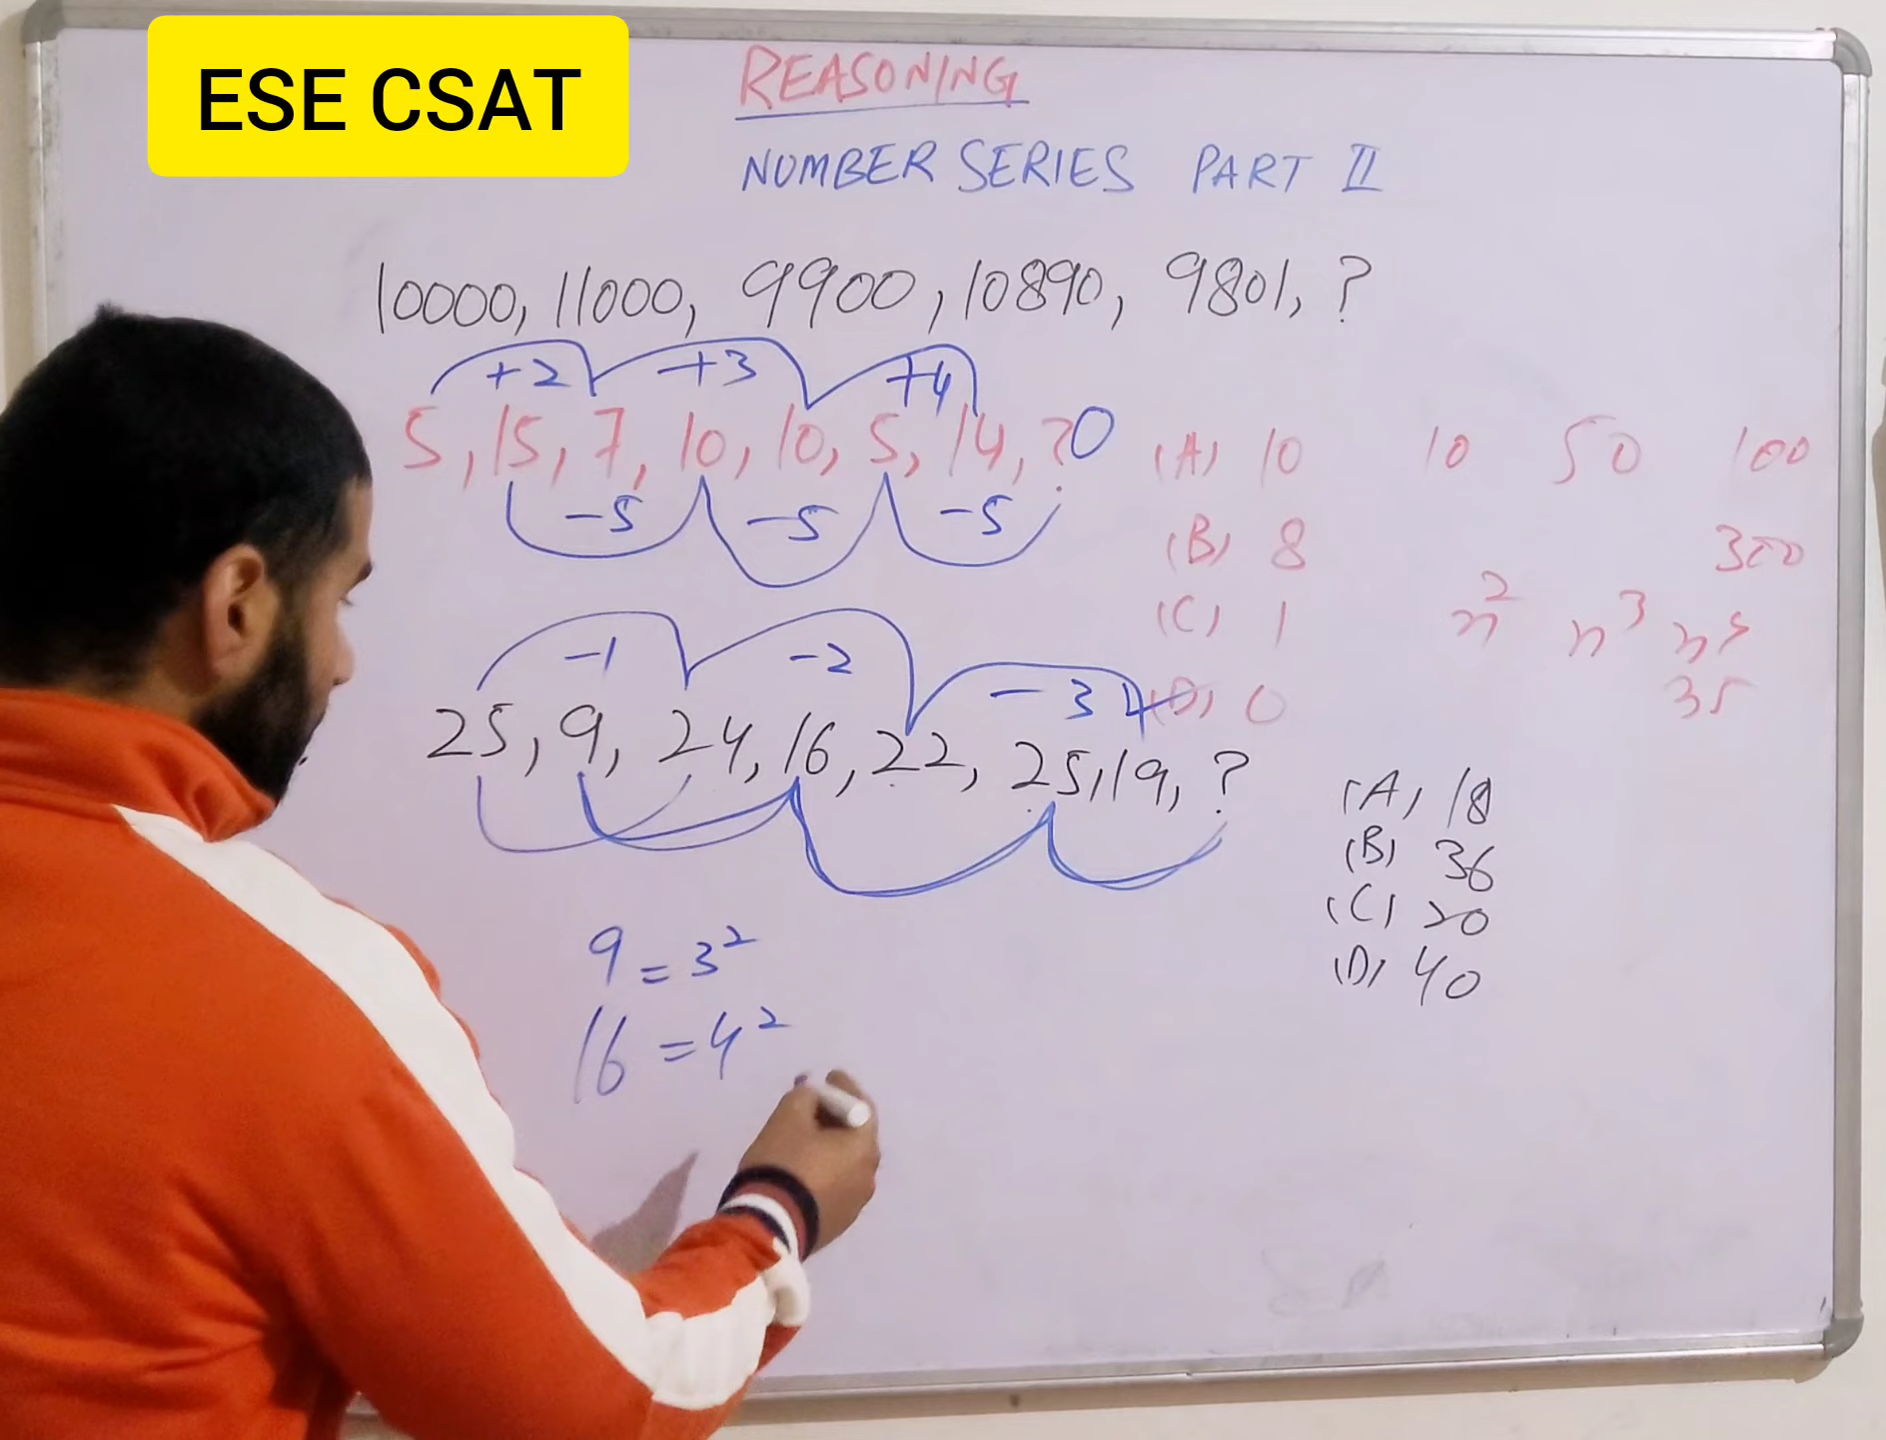 ESE CSAT
REASONING
NUMBER SERIES PART II
10000, 11000, 9900, 10890, 9801, ?
+2 +3 +4
5, 15, 7, 10, 10, 5, 14, ? 0
-5 -5 -5
(A) 10
(B) 8
(C) 1
(D) 0
10 50 100
300
n² n³
35
-1 -2 -3
25, 9, 24, 16, 22, 25, 19, ?
(A) 18
(B) 36
(C) 20
(D) 40
9 = 3²
16 = 4²